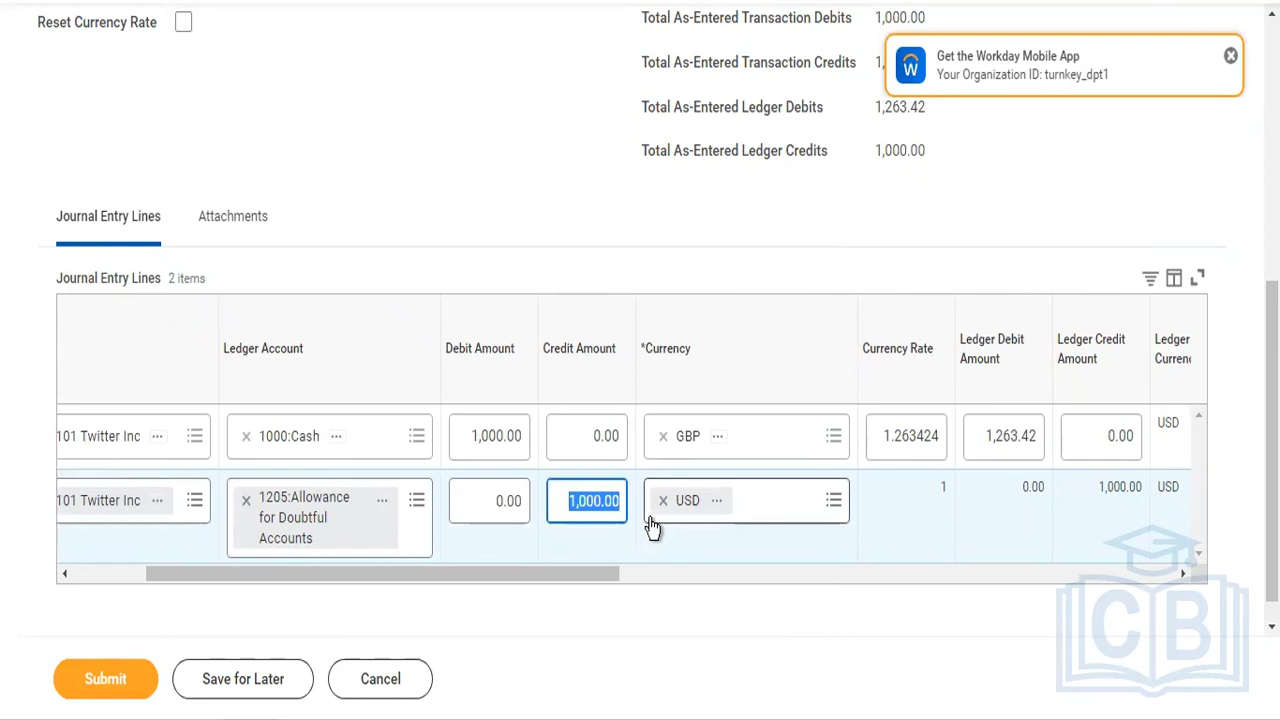 Reset Currency Rate
Total As-Entered Transaction Debits 1,000.00
Total As-Entered Transaction Credits 1,
Total As-Entered Ledger Debits 1,263.42
Total As-Entered Ledger Credits 1,000.00
Get the Workday Mobile App
Your Organization ID: turnkey_dpt1
W
Journal Entry Lines Attachments
Journal Entry Lines 2 items
Ledger Account Debit Amount Credit Amount *Currency Currency Rate Ledger Debit Amount Ledger Credit Amount Ledger Currenc
101 Twitter Inc ... 1000:Cash ... 1,000.00 0.00 GBP ... 1.263424 1,263.42 0.00 USD
101 Twitter Inc ... 1205:Allowance ... 0.00 1,000.00 USD ... 1 0.00 1,000.00 USD
for Doubtful
Accounts
CB
Submit Save for Later Cancel